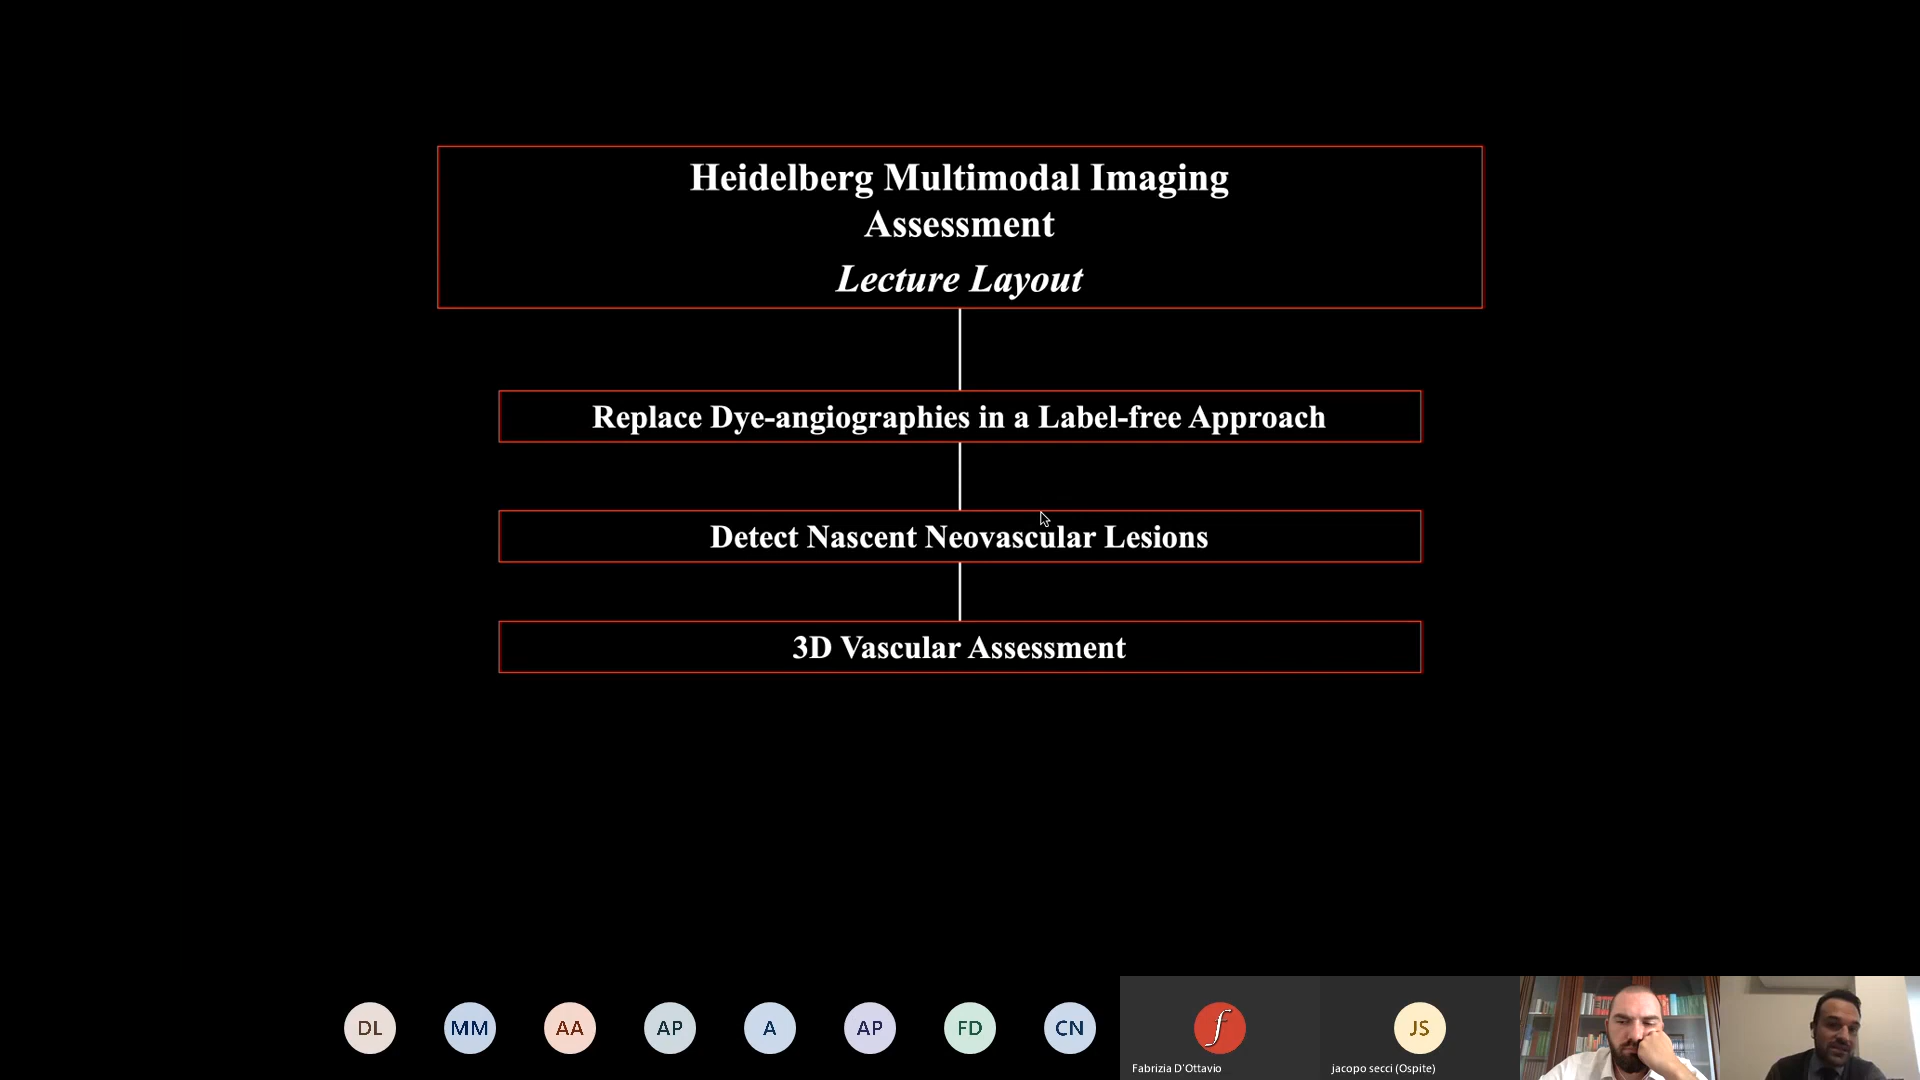 Heidelberg Multimodal Imaging
Assessment
Lecture Layout
Replace Dye-angiographies in a Label-free Approach
Detect Nascent Neovascular Lesions
3D Vascular Assessment
DL MM AA AP A AP FD CN f JS
Fabrizia D'Ottavio jacopo secci (Ospite)